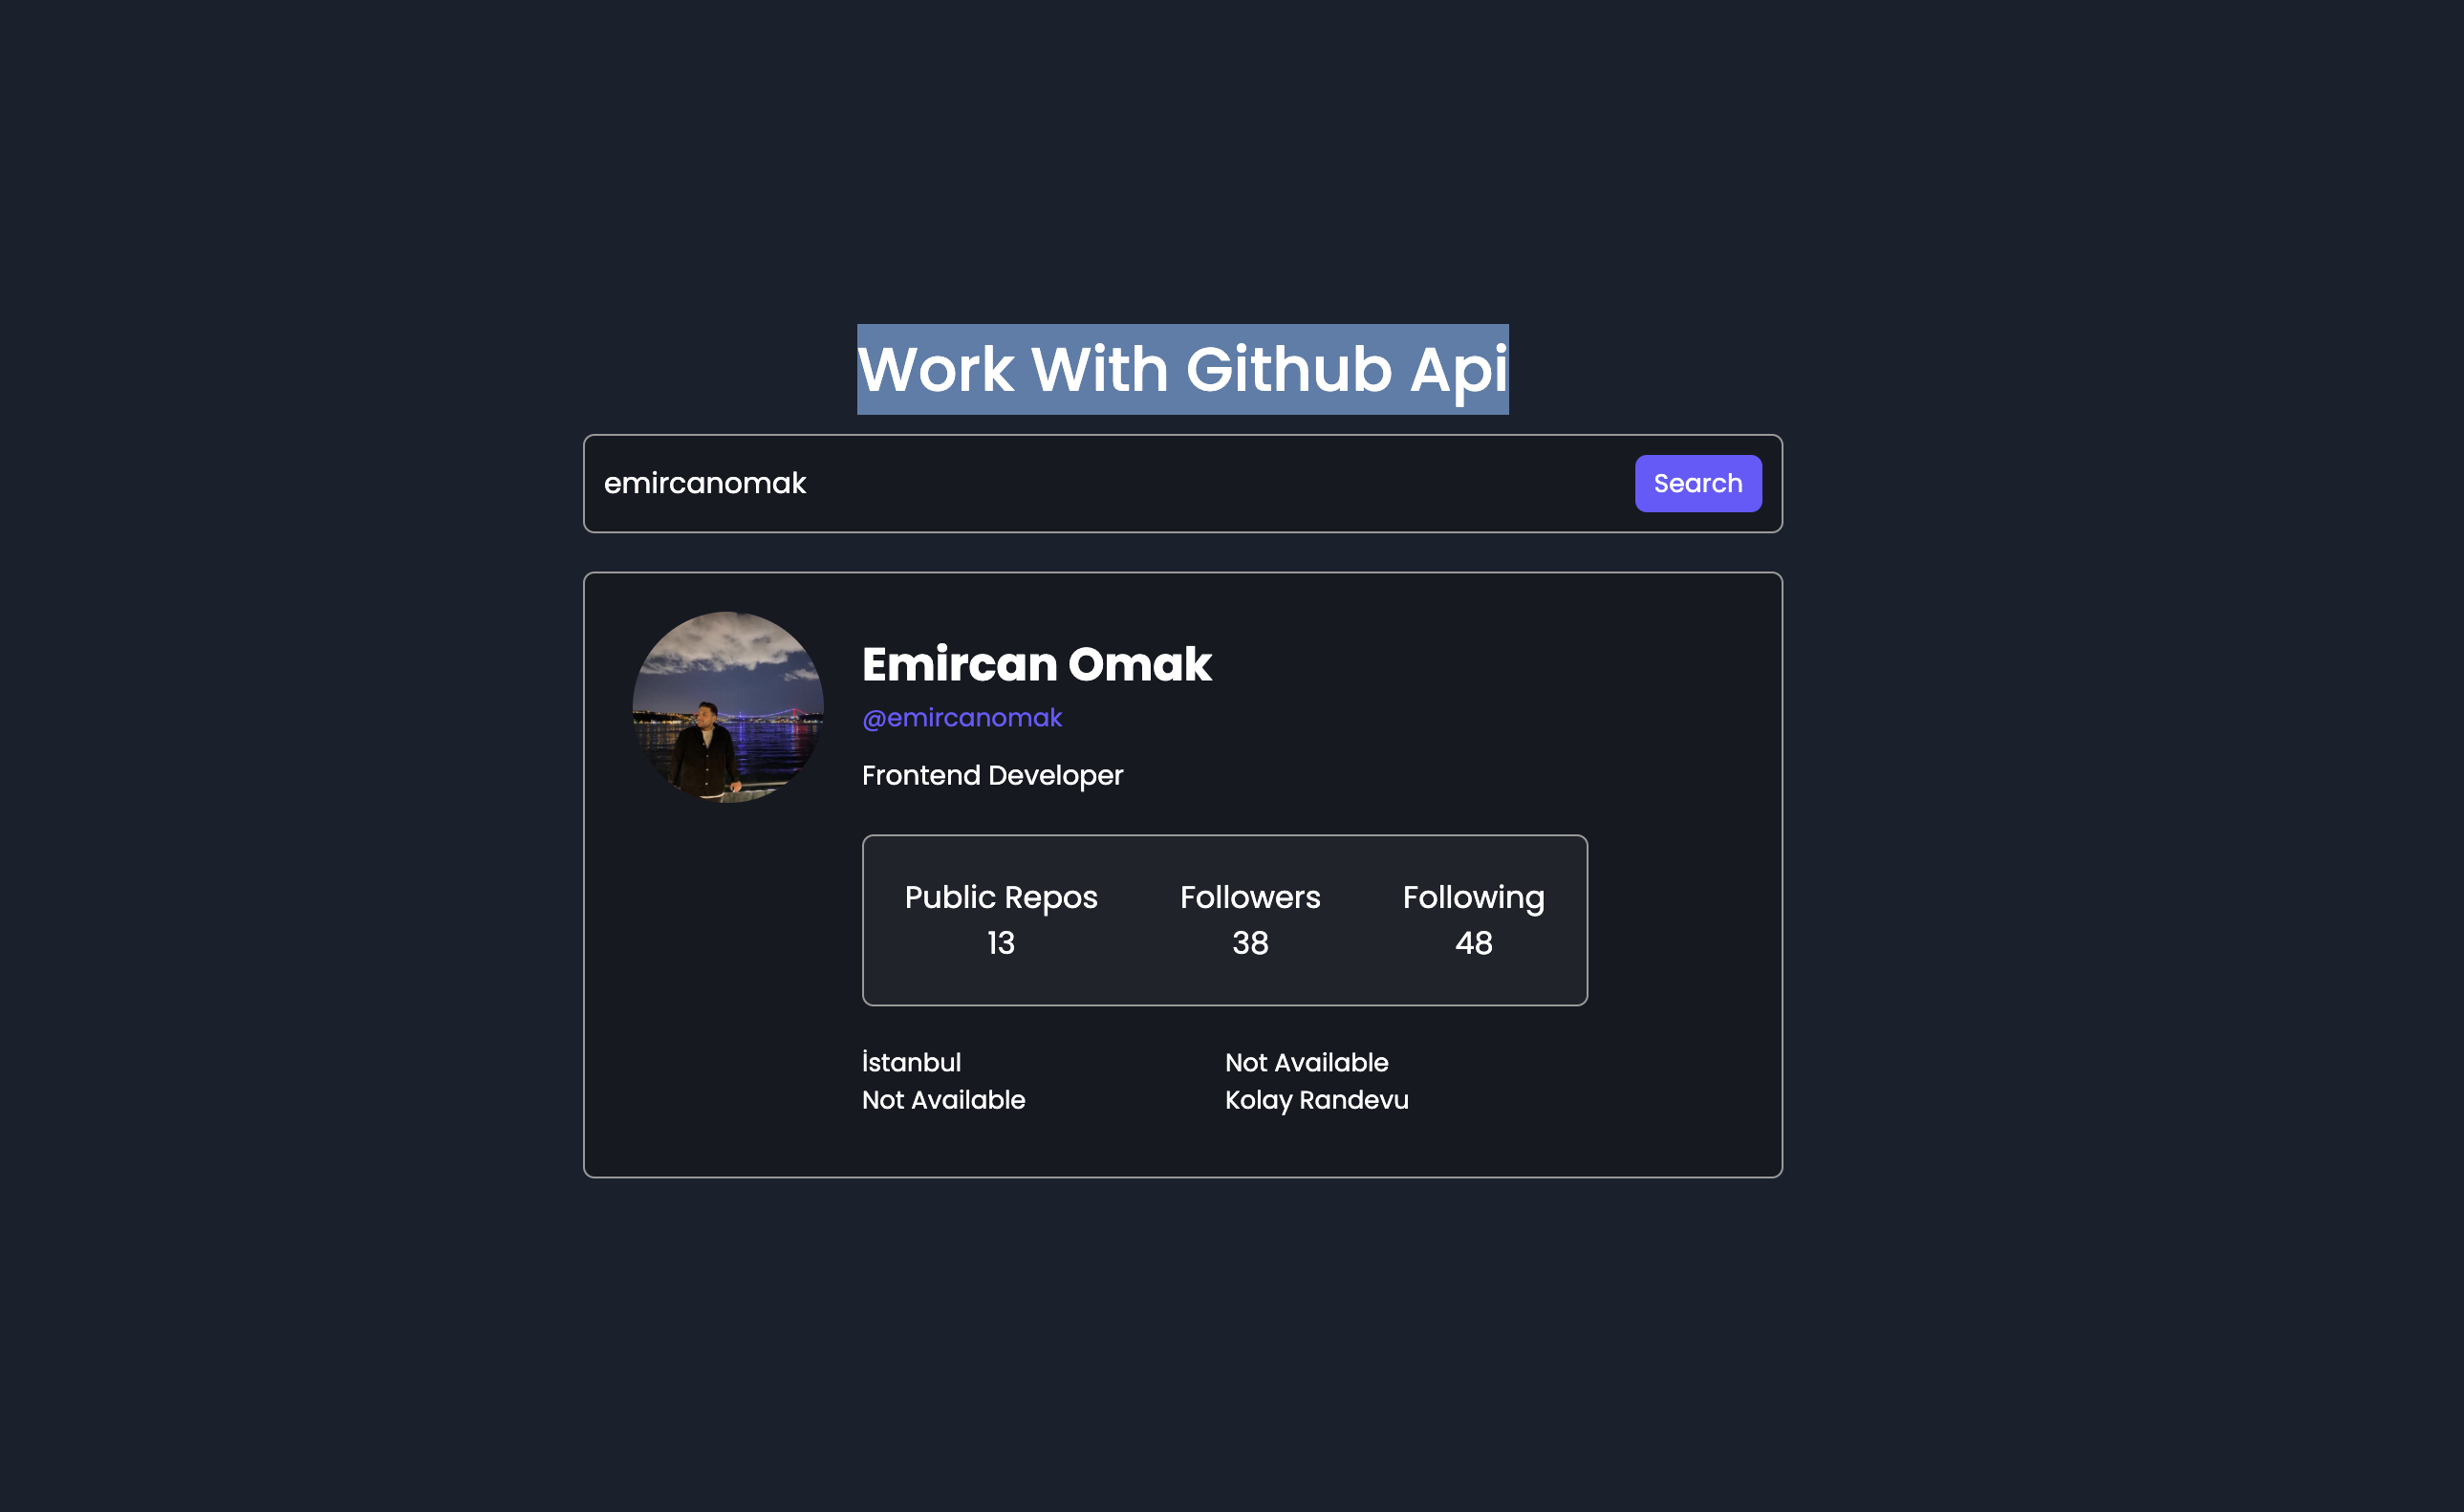 Work With Github Api
emircanomak
Search
Emircan Omak
@emircanomak
Frontend Developer
Public Repos Followers Following
13 38 48
İstanbul Not Available
Not Available Kolay Randevu